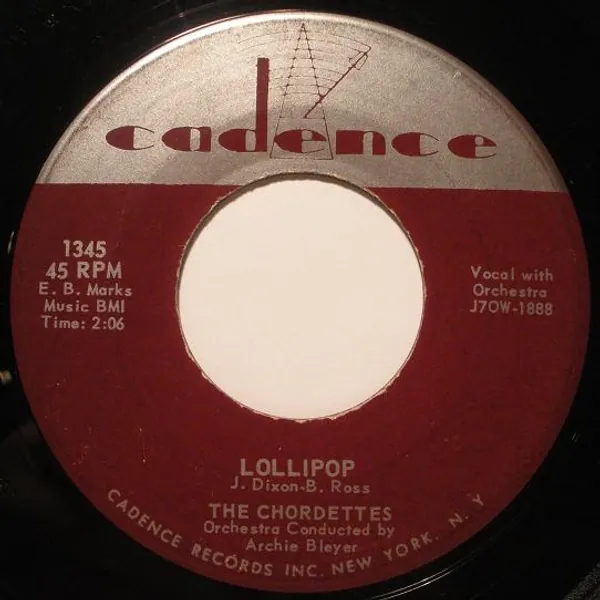 cadence
1345
45 RPM
E. B. Marks
Music BMI
Time: 2:06
Vocal with
Orchestra
J7OW-1888
LOLLIPOP
J. Dixon-B. Ross
THE CHORDETTES
Orchestra Conducted by
Archie Bleyer
CADENCE RECORDS INC. NEW YORK, N. Y.